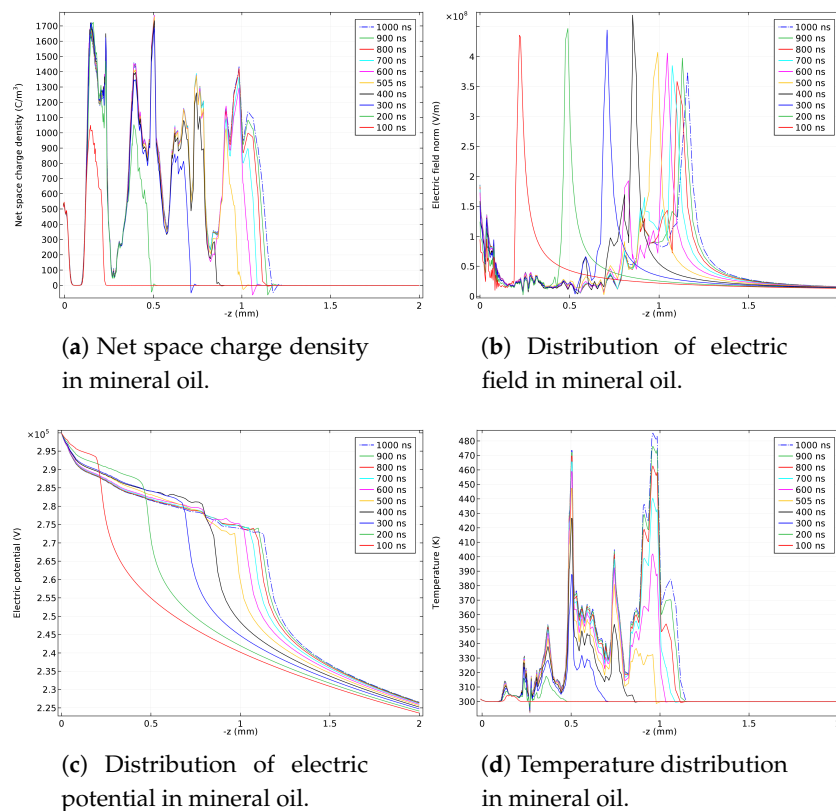 1700
1600
1500
1400
1300
1200
1100
1000
900
800
700
600
500
400
300
200
100
0
Net space charge density (C/m³)
0
0.5
1
1.5
2
-z (mm)
1000 ns
900 ns
800 ns
700 ns
600 ns
505 ns
400 ns
300 ns
200 ns
100 ns
(a) Net space charge density
in mineral oil.
×10⁸
4
3.5
3
2.5
2
1.5
1
0.5
0
Electric field norm (V/m)
0
0.5
1
1.5
-z (mm)
1000 ns
900 ns
800 ns
700 ns
600 ns
505 ns
400 ns
300 ns
200 ns
100 ns
(b) Distribution of electric
field in mineral oil.
×10⁵
2.95
2.9
2.85
2.8
2.75
2.7
2.65
2.6
2.55
2.5
2.45
2.4
2.35
2.3
2.25
Electric potential (V)
0
0.5
1
1.5
2
-z (mm)
1000 ns
900 ns
800 ns
700 ns
600 ns
505 ns
400 ns
300 ns
200 ns
100 ns
(c) Distribution of electric
potential in mineral oil.
480
470
460
450
440
430
420
410
400
390
380
370
360
350
340
330
320
310
300
Temperature (K)
0
0.5
1
1.5
-z (mm)
1000 ns
900 ns
800 ns
700 ns
600 ns
505 ns
400 ns
300 ns
200 ns
100 ns
(d) Temperature distribution
in mineral oil.